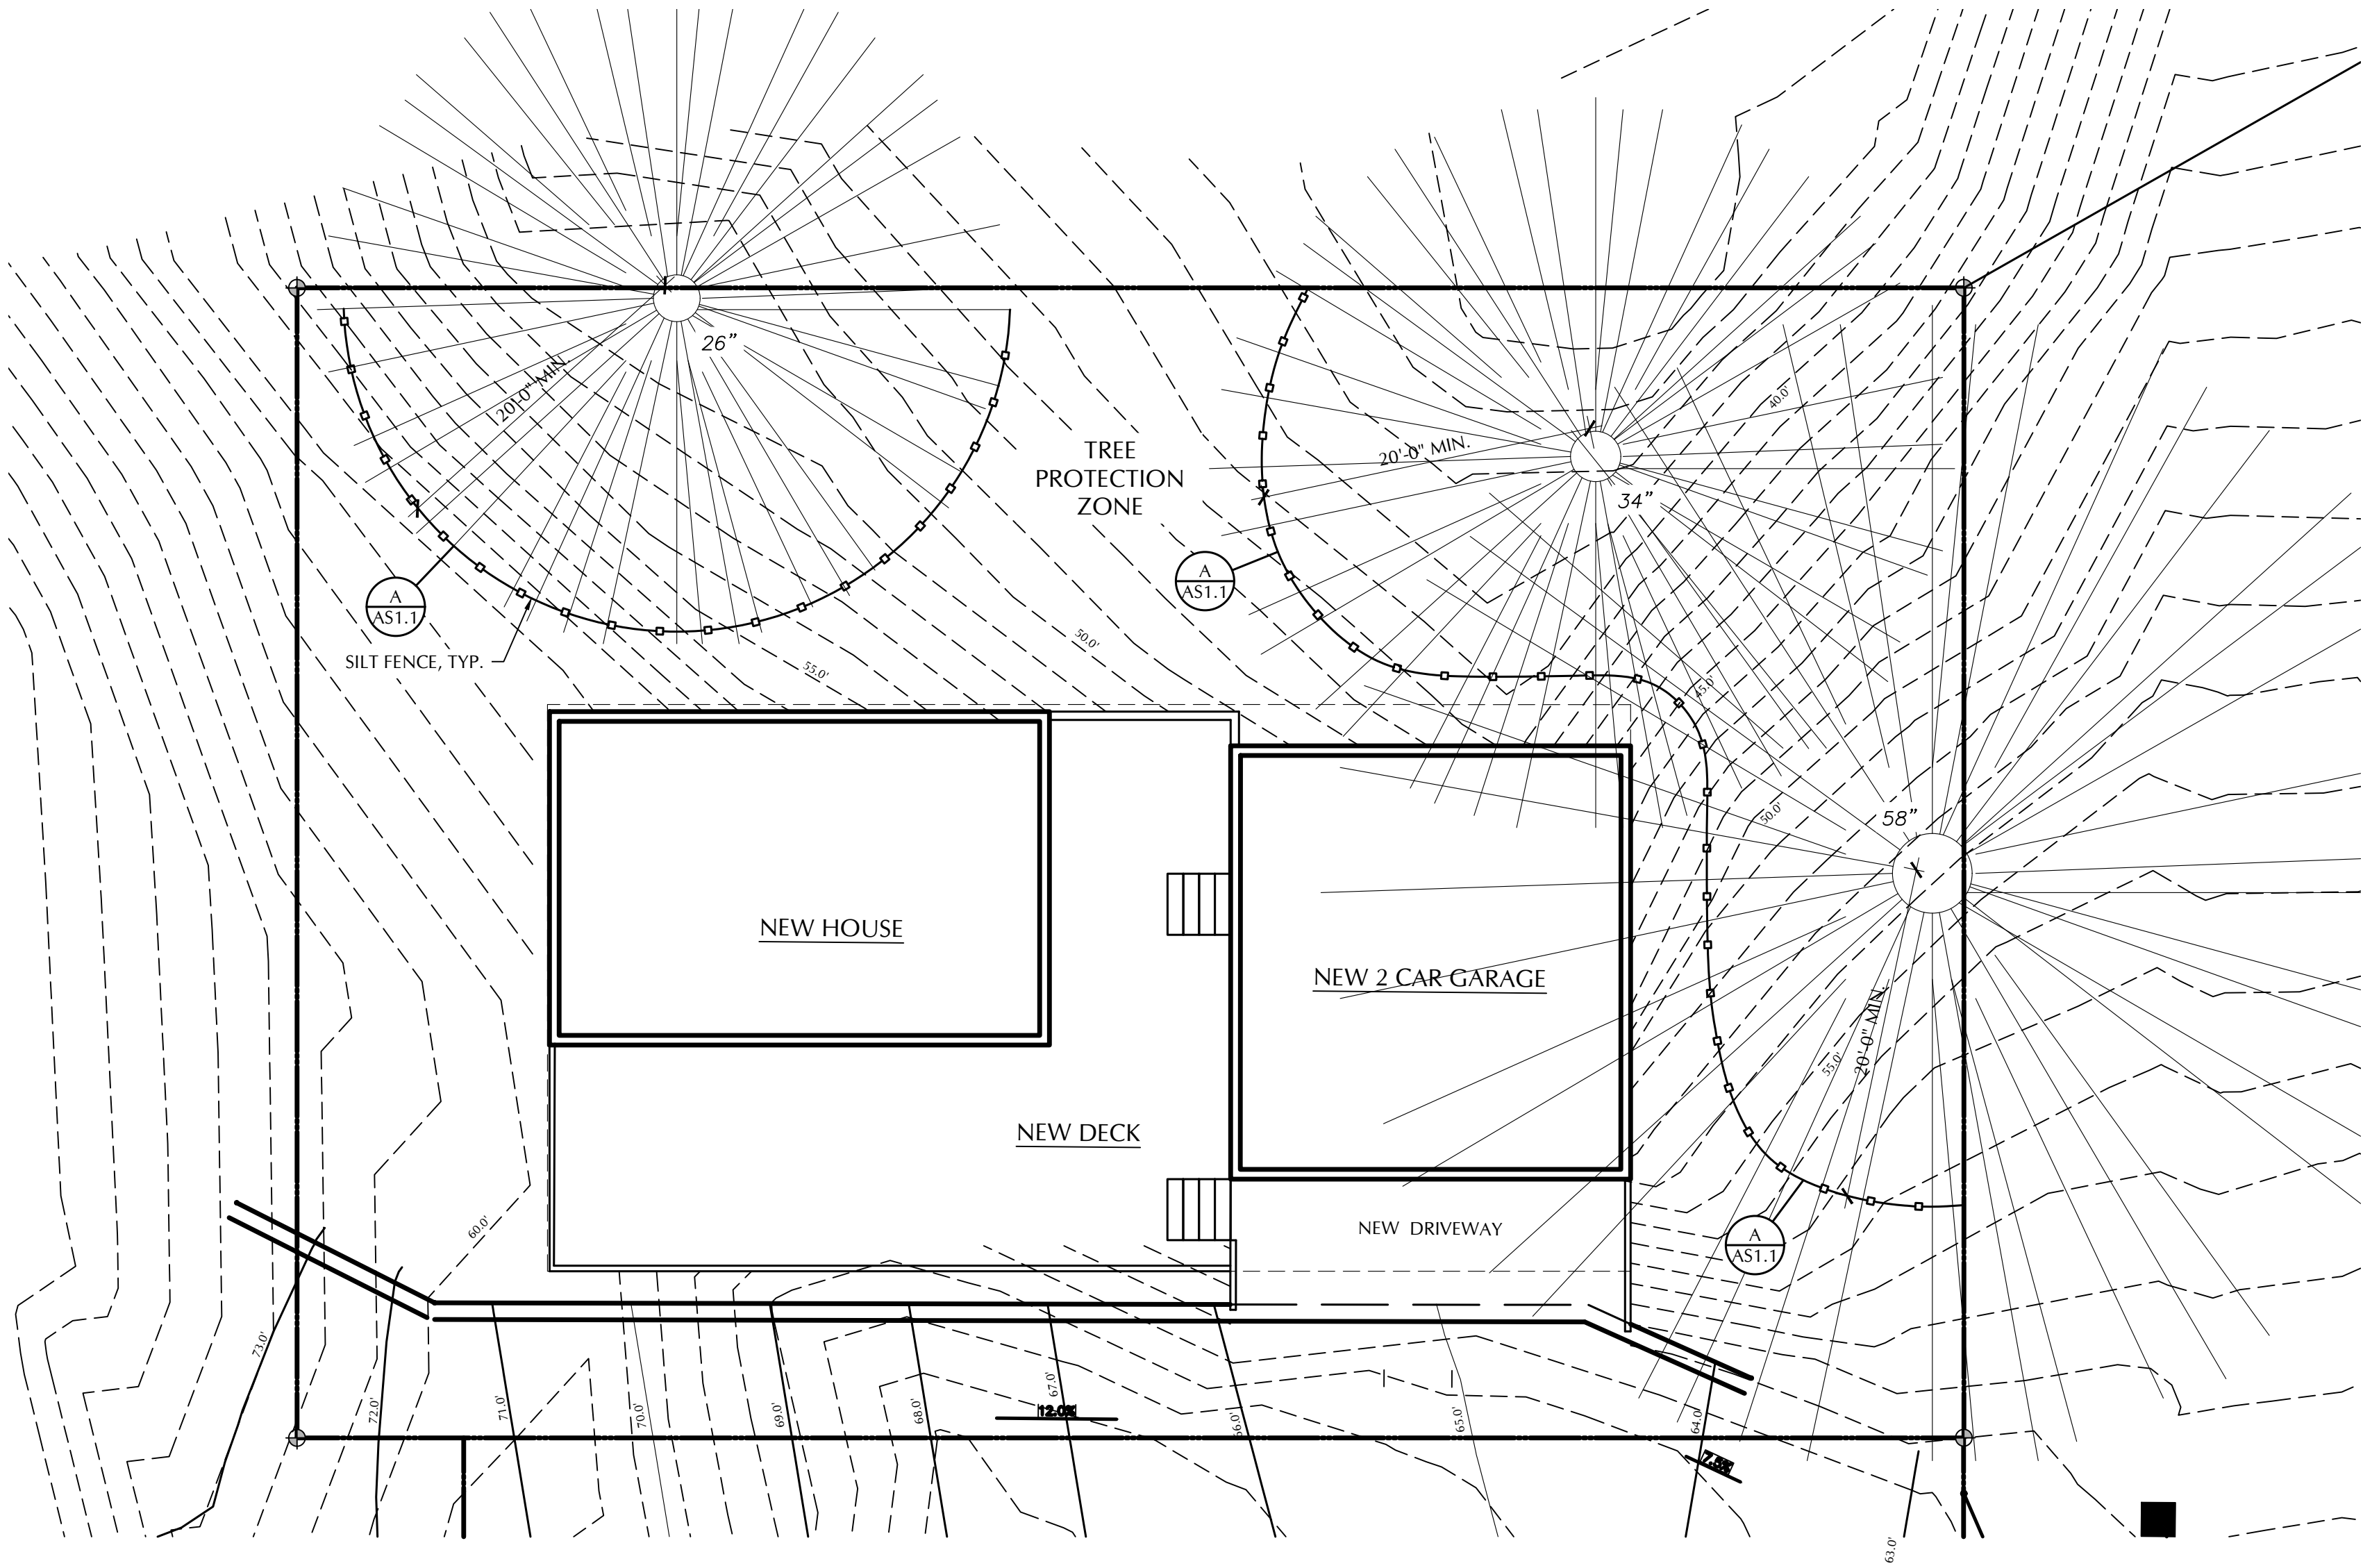 26”
20'-0" MIN.
40.0'
TREE
PROTECTION
ZONE
20'-0" MIN.
34”
A
AS1.1
A
AS1.1
50.0'
SILT FENCE, TYP.
55.0'
45.0'
50.0'
58”
NEW HOUSE
NEW 2 CAR GARAGE
20'-0" MIN.
55.0'
NEW DECK
60.0'
NEW DRIVEWAY
A
AS1.1
73.0'
72.0'
71.0'
70.0'
69.0'
68.0'
67.0'
12.0%
66.0'
65.0'
64.0'
7.5%
63.0'